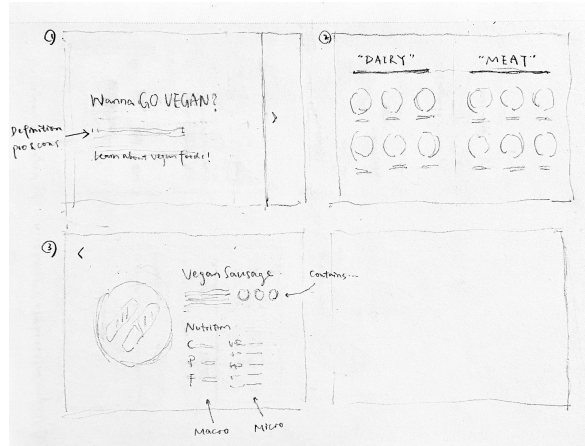 ①
Wanna GO VEGAN?
Definition
pro & cons
Learn about vegan foods!
>
②
"DAIRY" "MEAT"
③
<
Vegan Sausage
contains...
Nutrition
C
P
F
Macro Micro